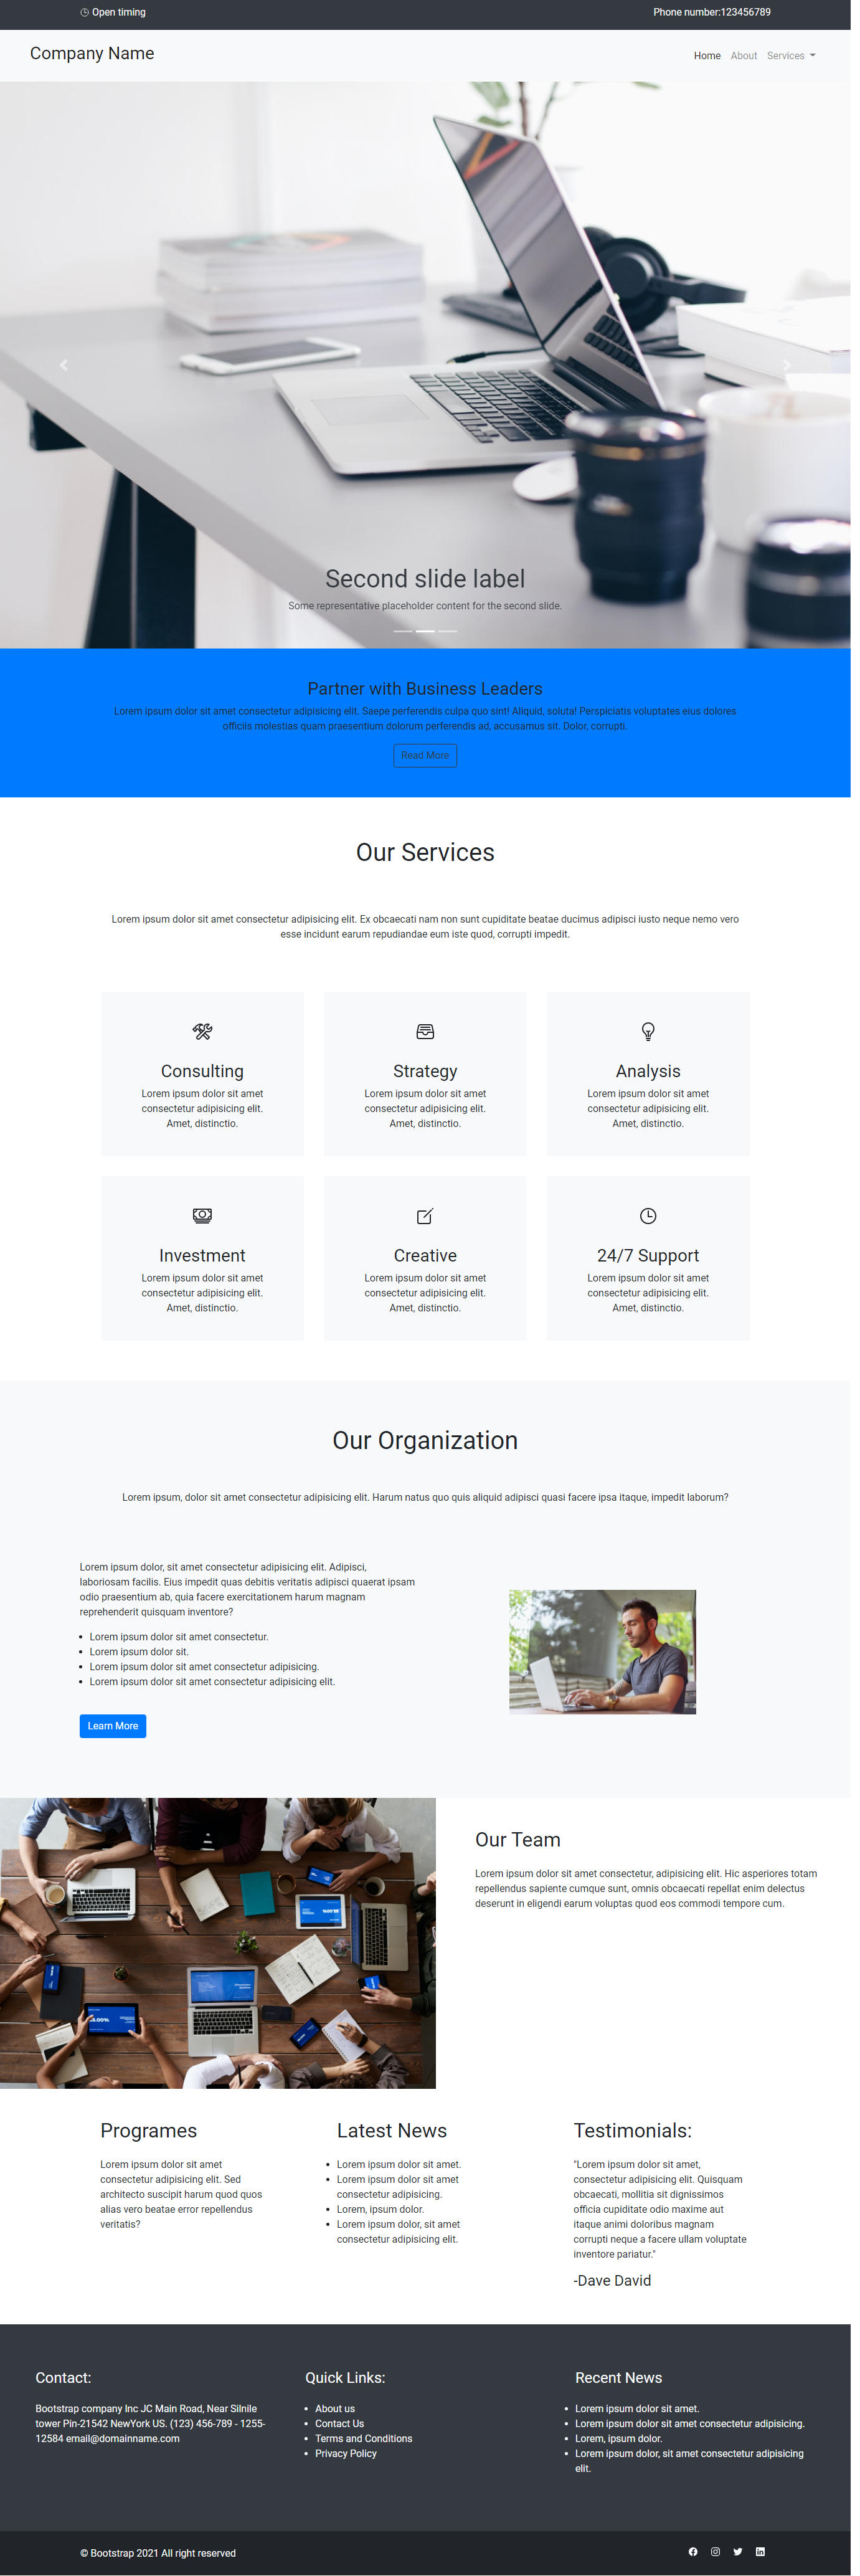 Open timing
Phone number:123456789
Company Name
Home About Services
Second slide label
Some representative placeholder content for the second slide.
Partner with Business Leaders
Lorem ipsum dolor sit amet consectetur adipisicing elit. Saepe perferendis culpa quo sint! Aliquid, soluta! Perspiciatis voluptates eius dolores
officiis molestias quam praesentium dolorum perferendis ad, accusamus sit. Dolor, corrupti.
Read More
Our Services
Lorem ipsum dolor sit amet consectetur adipisicing elit. Ex obcaecati nam non sunt cupiditate beatae ducimus adipisci iusto neque nemo vero
esse incidunt earum repudiandae eum iste quod, corrupti impedit.
Consulting
Lorem ipsum dolor sit amet
consectetur adipisicing elit.
Amet, distinctio.
Strategy
Lorem ipsum dolor sit amet
consectetur adipisicing elit.
Amet, distinctio.
Analysis
Lorem ipsum dolor sit amet
consectetur adipisicing elit.
Amet, distinctio.
Investment
Lorem ipsum dolor sit amet
consectetur adipisicing elit.
Amet, distinctio.
Creative
Lorem ipsum dolor sit amet
consectetur adipisicing elit.
Amet, distinctio.
24/7 Support
Lorem ipsum dolor sit amet
consectetur adipisicing elit.
Amet, distinctio.
Our Organization
Lorem ipsum, dolor sit amet consectetur adipisicing elit. Harum natus quo quis aliquid adipisci quasi facere ipsa itaque, impedit laborum?
Lorem ipsum dolor, sit amet consectetur adipisicing elit. Adipisci,
laboriosam facilis. Eius impedit quas debitis veritatis adipisci quaerat ipsam
odio praesentium ab, quia facere exercitationem harum magnam
reprehenderit quisquam inventore?
• Lorem ipsum dolor sit amet consectetur.
• Lorem ipsum dolor sit.
• Lorem ipsum dolor sit amet consectetur adipisicing.
• Lorem ipsum dolor sit amet consectetur adipisicing elit.
Learn More
Our Team
Lorem ipsum dolor sit amet consectetur, adipisicing elit. Hic asperiores totam
repellendus sapiente cumque sunt, omnis obcaecati repellat enim delectus
deserunt in eligendi earum voluptas quod eos commodi tempore cum.
Programes
Lorem ipsum dolor sit amet
consectetur adipisicing elit. Sed
architecto suscipit harum quod quos
alias vero beatae error repellendus
veritatis?
Latest News
• Lorem ipsum dolor sit amet.
• Lorem ipsum dolor sit amet
consectetur adipisicing.
• Lorem, ipsum dolor.
• Lorem ipsum dolor, sit amet
consectetur adipisicing elit.
Testimonials:
"Lorem ipsum dolor sit amet,
consectetur adipisicing elit. Quisquam
obcaecati, mollitia sit dignissimos
officia cupiditate odio maxime aut
itaque animi doloribus magnam
corrupti neque a facere ullam voluptate
inventore pariatur."
-Dave David
Contact:
Bootstrap company Inc JC Main Road, Near Silnile
tower Pin-21542 NewYork US. (123) 456-789 - 1255-
12584 email@domainname.com
Quick Links:
• About us
• Contact Us
• Terms and Conditions
• Privacy Policy
Recent News
• Lorem ipsum dolor sit amet.
• Lorem ipsum dolor sit amet consectetur adipisicing.
• Lorem, ipsum dolor.
• Lorem ipsum dolor, sit amet consectetur adipisicing
elit.
© Bootstrap 2021 All right reserved